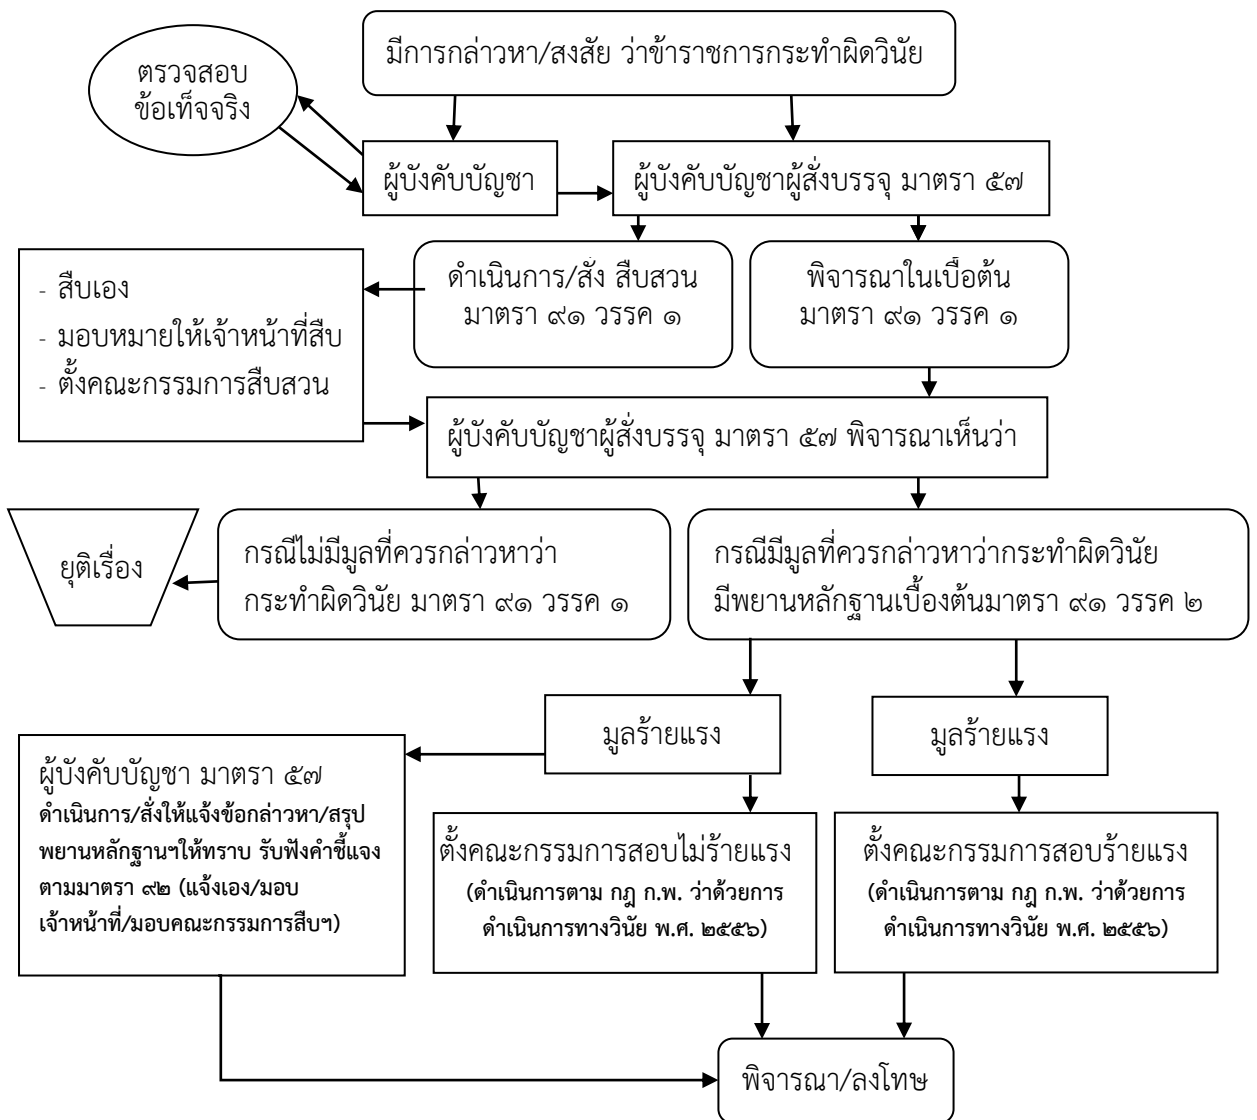 มีการกล่าวหา/สงสัย ว่าข้าราชการกระทำผิดวินัย
ตรวจสอบ
ข้อเท็จจริง
ผู้บังคับบัญชา
ผู้บังคับบัญชาผู้สั่งบรรจุ มาตรา ๕๗
- สืบเอง
- มอบหมายให้เจ้าหน้าที่สืบ
- ตั้งคณะกรรมการสืบสวน
ดำเนินการ/สั่ง สืบสวน
มาตรา ๙๑ วรรค ๑
พิจารณาในเบื้อต้น
มาตรา ๙๑ วรรค ๑
ผู้บังคับบัญชาผู้สั่งบรรจุ มาตรา ๕๗ พิจารณาเห็นว่า
ยุติเรื่อง
กรณีไม่มีมูลที่ควรกล่าวหาว่า
กระทำผิดวินัย มาตรา ๙๑ วรรค ๑
กรณีมีมูลที่ควรกล่าวหาว่ากระทำผิดวินัย
มีพยานหลักฐานเบื้องต้นมาตรา ๙๑ วรรค ๒
มูลร้ายแรง
มูลร้ายแรง
ผู้บังคับบัญชา มาตรา ๕๗
ดำเนินการ/สั่งให้แจ้งข้อกล่าวหา/สรุป
พยานหลักฐานฯให้ทราบ รับฟังคำชี้แจง
ตามมาตรา ๙๒ (แจ้งเอง/มอบ
เจ้าหน้าที่/มอบคณะกรรมการสืบฯ)
ตั้งคณะกรรมการสอบไม่ร้ายแรง
(ดำเนินการตาม กฎ ก.พ. ว่าด้วยการ
ดำเนินการทางวินัย พ.ศ. ๒๕๕๖)
ตั้งคณะกรรมการสอบร้ายแรง
(ดำเนินการตาม กฎ ก.พ. ว่าด้วยการ
ดำเนินการทางวินัย พ.ศ. ๒๕๕๖)
พิจารณา/ลงโทษ